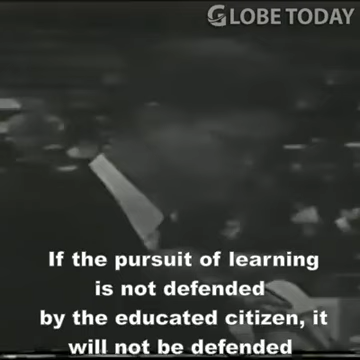 GLOBE TODAY
If the pursuit of learning
is not defended
by the educated citizen, it
will not be defended